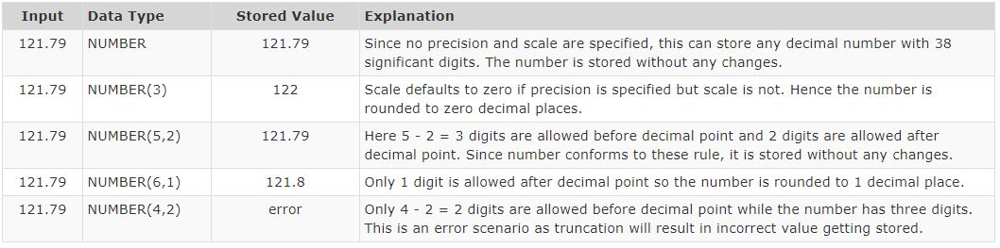 Input Data Type Stored Value Explanation
121.79 NUMBER 121.79 Since no precision and scale are specified, this can store any decimal number with 38
significant digits. The number is stored without any changes.
121.79 NUMBER(3) 122 Scale defaults to zero if precision is specified but scale is not. Hence the number is
rounded to zero decimal places.
121.79 NUMBER(5,2) 121.79 Here 5 - 2 = 3 digits are allowed before decimal point and 2 digits are allowed after
decimal point. Since number conforms to these rule, it is stored without any changes.
121.79 NUMBER(6,1) 121.8 Only 1 digit is allowed after decimal point so the number is rounded to 1 decimal place.
121.79 NUMBER(4,2) error Only 4 - 2 = 2 digits are allowed before decimal point while the number has three digits.
This is an error scenario as truncation will result in incorrect value getting stored.